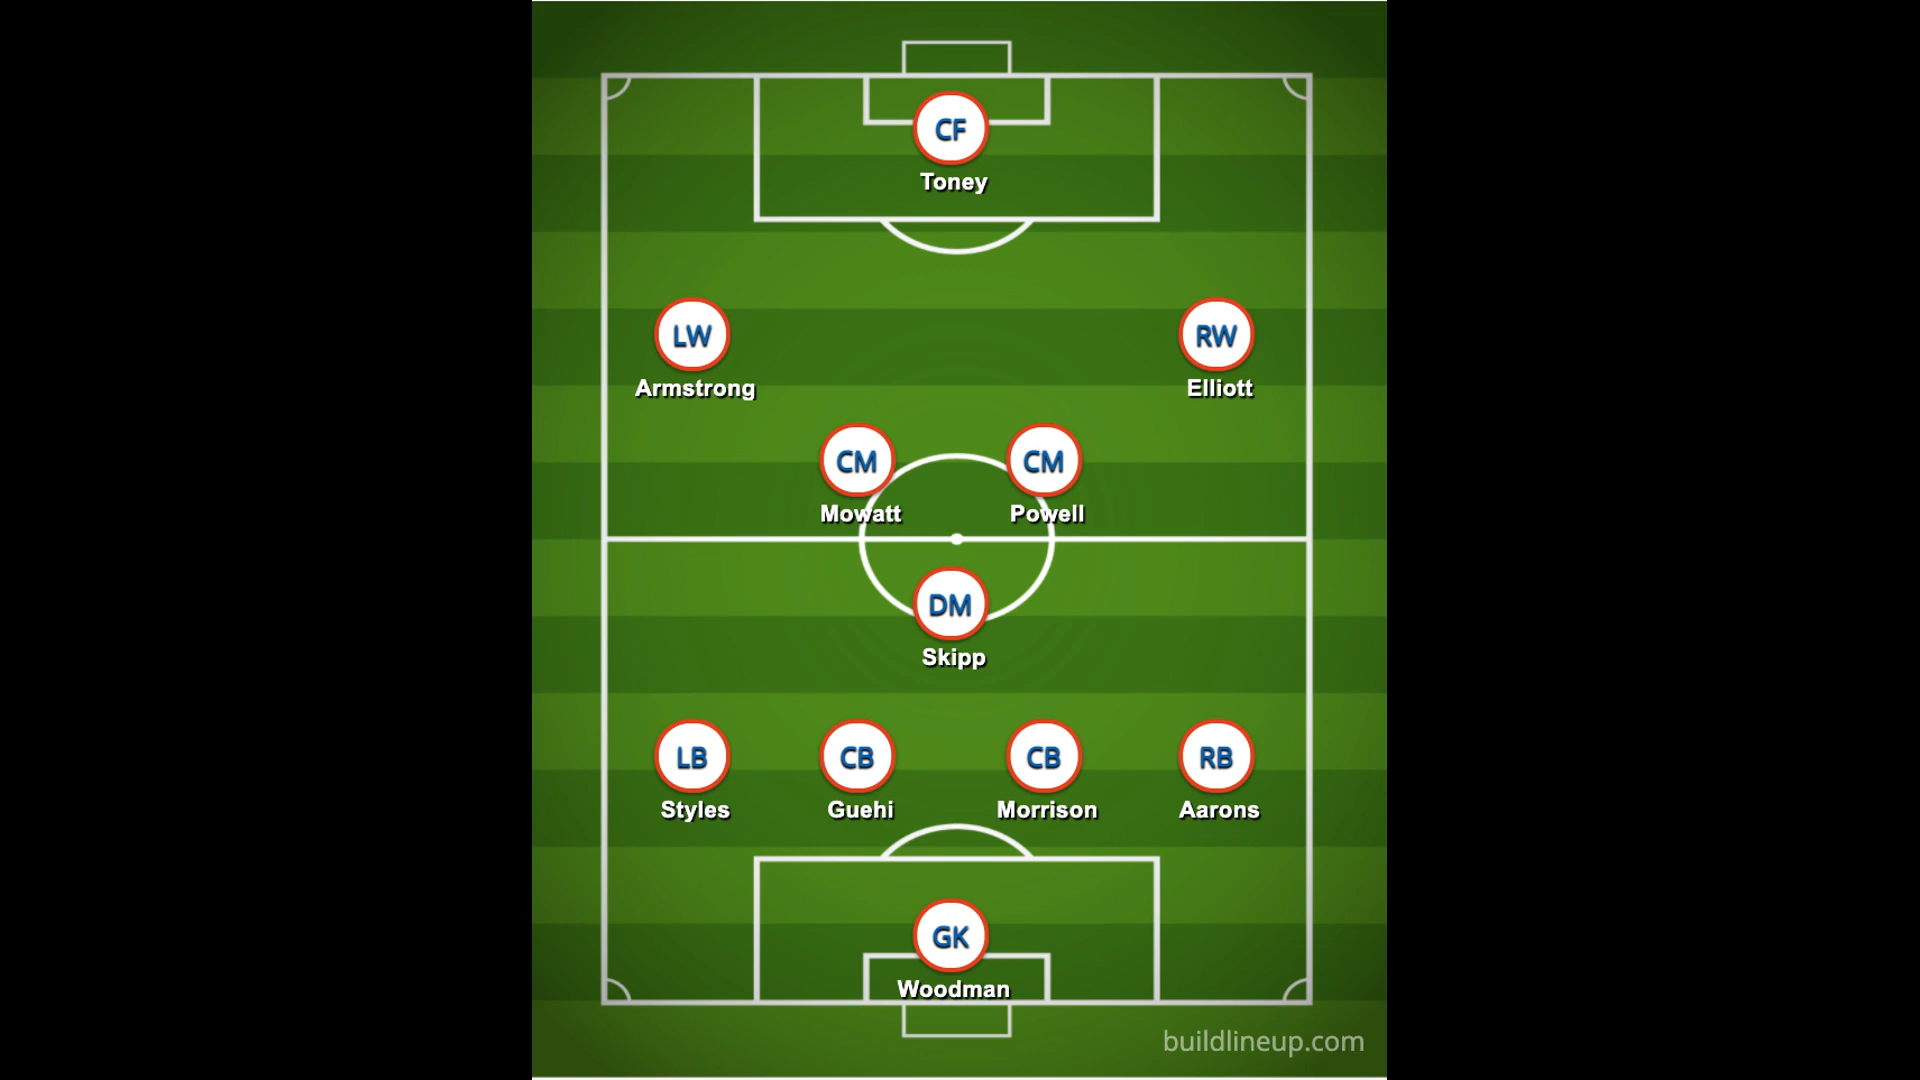 CF
Toney
LW
RW
Armstrong
Elliott
CM
CM
Mowatt
Powell
DM
Skipp
LB
CB
CB
RB
Styles
Guehi
Morrison
Aarons
GK
Woodman
buildlineup.com